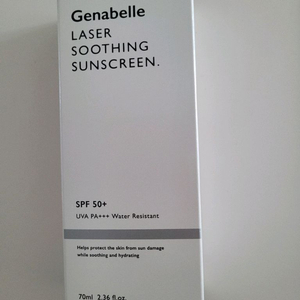 Genabelle
LASER
SOOTHING
SUNSCREEN.
SPF 50+
UVA PA+++ Water Resistant
Helps protect the skin from sun damage
while soothing and hydrating
70ml 2.36 fl.oz.